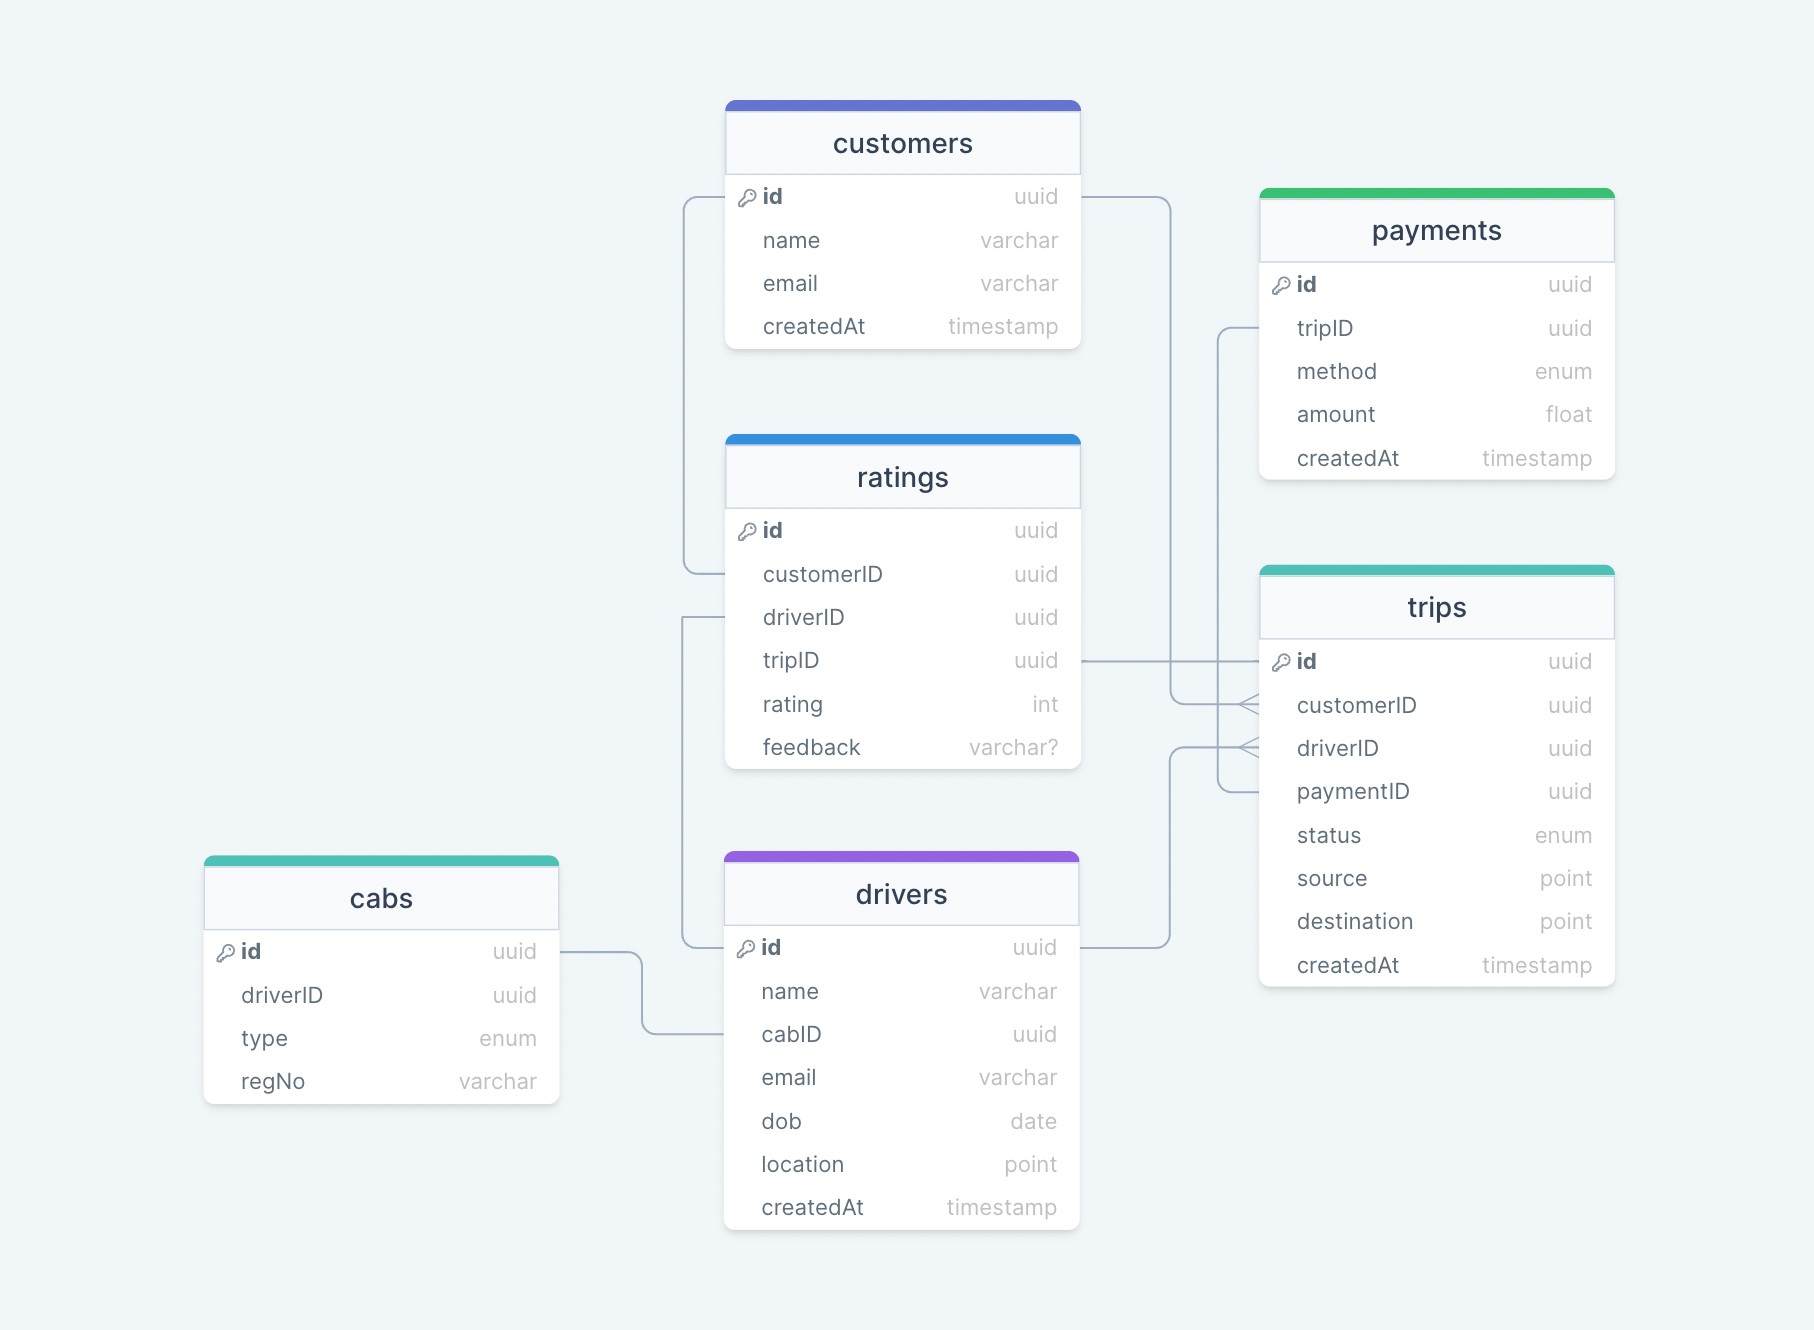 customers
id uuid
name varchar
email varchar
createdAt timestamp
payments
id uuid
tripID uuid
method enum
amount float
createdAt timestamp
ratings
id uuid
customerID uuid
driverID uuid
tripID uuid
rating int
feedback varchar?
trips
id uuid
customerID uuid
driverID uuid
paymentID uuid
status enum
source point
destination point
createdAt timestamp
cabs
id uuid
driverID uuid
type enum
regNo varchar
drivers
id uuid
name varchar
cabID uuid
email varchar
dob date
location point
createdAt timestamp